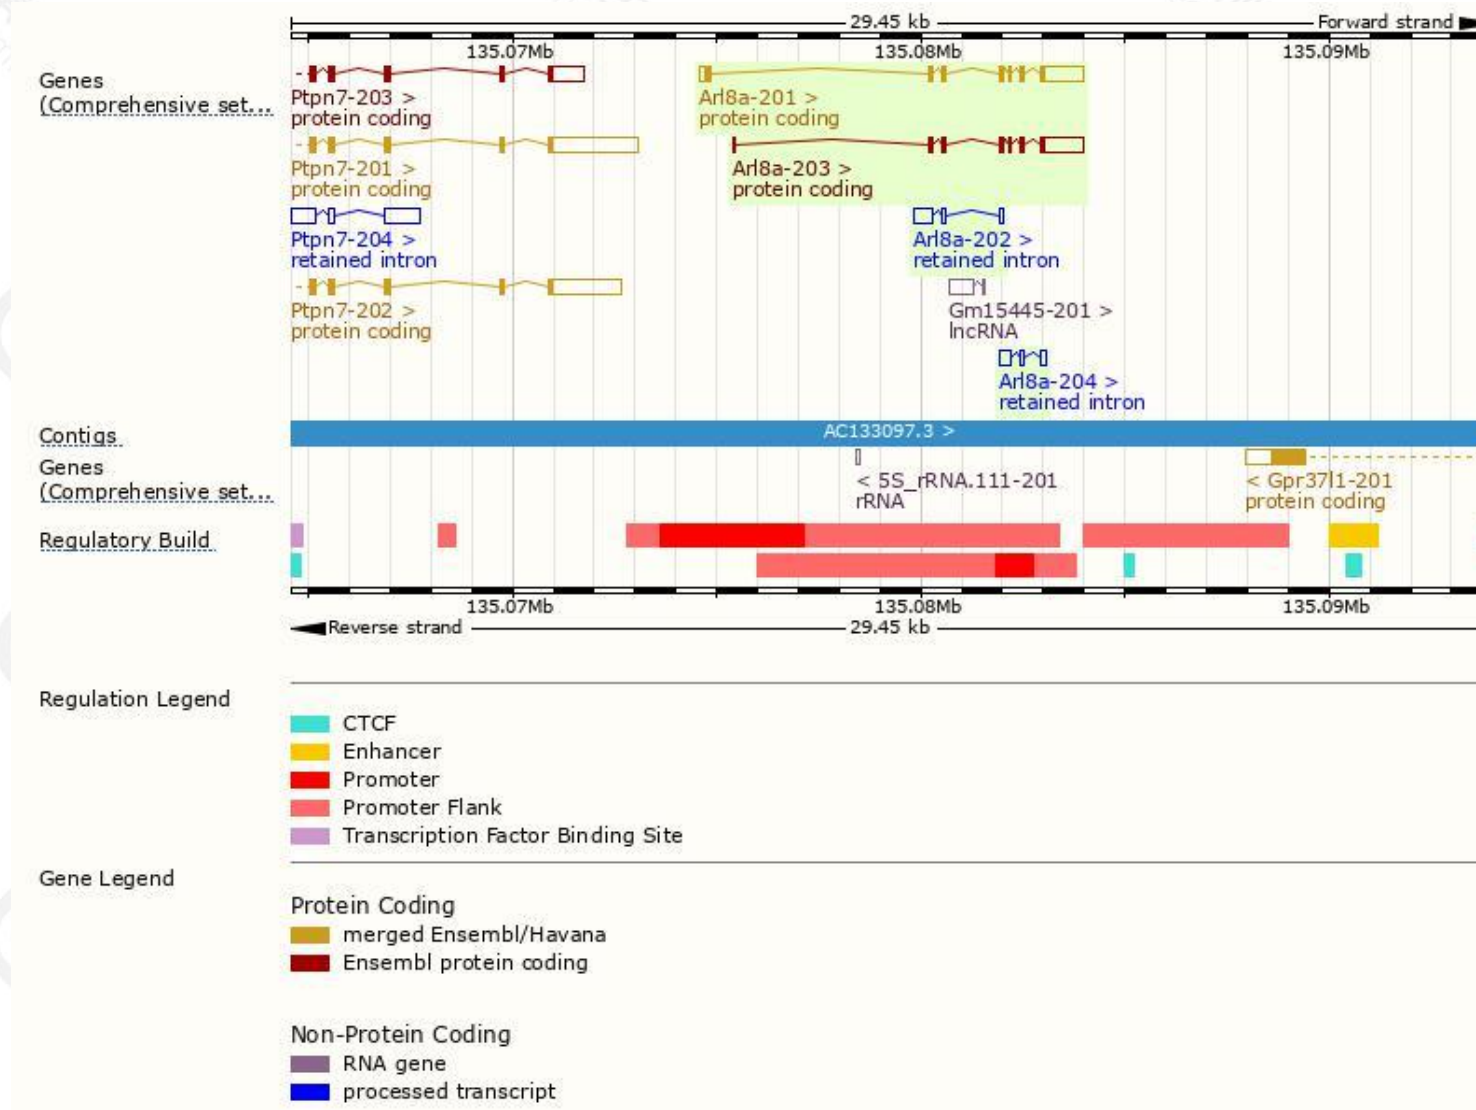 29.45 kb
Forward strand
135.07Mb
135.08Mb
135.09Mb
Genes
(Comprehensive set...
Ptpn7-203 >
protein coding
Arl8a-201 >
protein coding
Ptpn7-201 >
protein coding
Arl8a-203 >
protein coding
Ptpn7-204 >
retained intron
Arl8a-202 >
retained intron
Ptpn7-202 >
protein coding
Gm15445-201 >
lncRNA
Arl8a-204 >
retained intron
Contigs
AC133097.3 >
Genes
(Comprehensive set...
< 5S_rRNA.111-201
rRNA
< Gpr37l1-201
protein coding
Regulatory Build
135.07Mb
135.08Mb
135.09Mb
Reverse strand
29.45 kb
Regulation Legend
CTCF
Enhancer
Promoter
Promoter Flank
Transcription Factor Binding Site
Gene Legend
Protein Coding
merged Ensembl/Havana
Ensembl protein coding
Non-Protein Coding
RNA gene
processed transcript